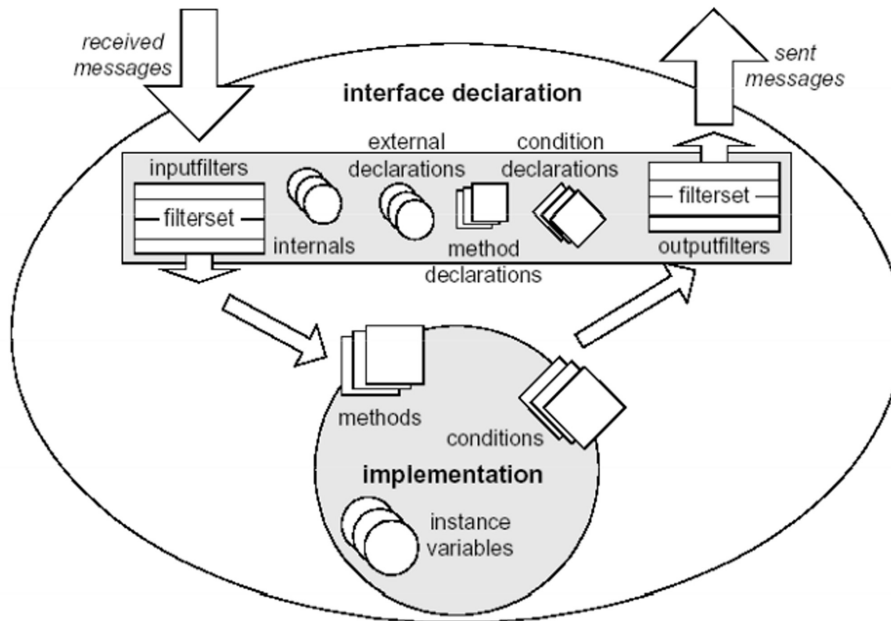 received
messages
sent
messages
interface declaration
inputfilters
filterset
internals
external
declarations
method
declarations
condition
declarations
filterset
outputfilters
methods
conditions
implementation
instance
variables